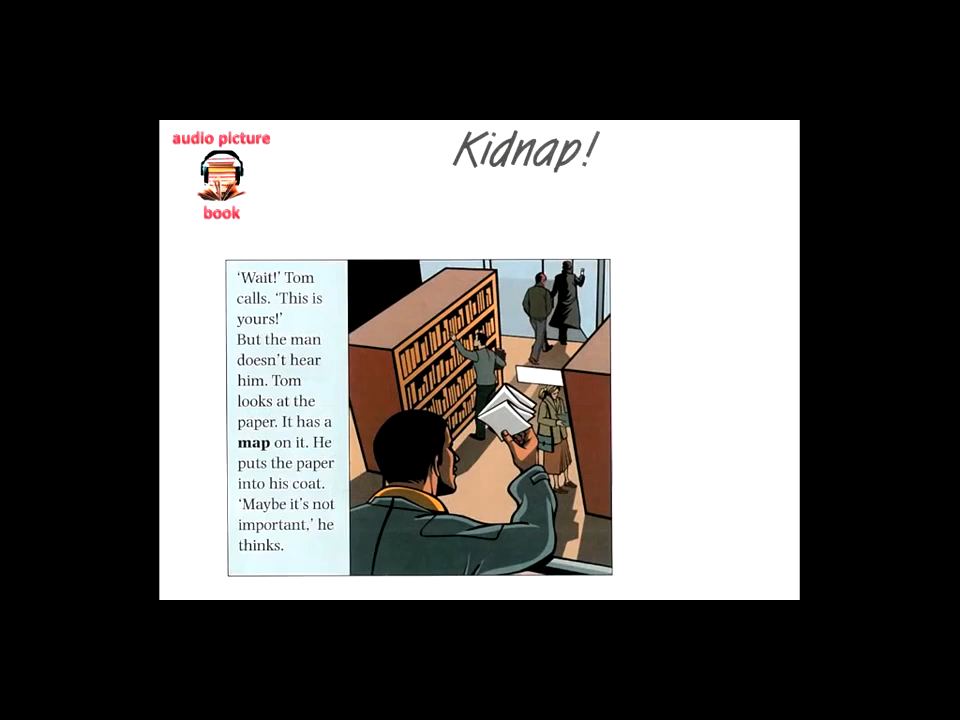 audio picture
book
Kidnap!
‘Wait!’ Tom
calls. ‘This is
yours!’
But the man
doesn’t hear
him. Tom
looks at the
paper. It has a
map on it. He
puts the paper
into his coat.
‘Maybe it’s not
important,’ he
thinks.